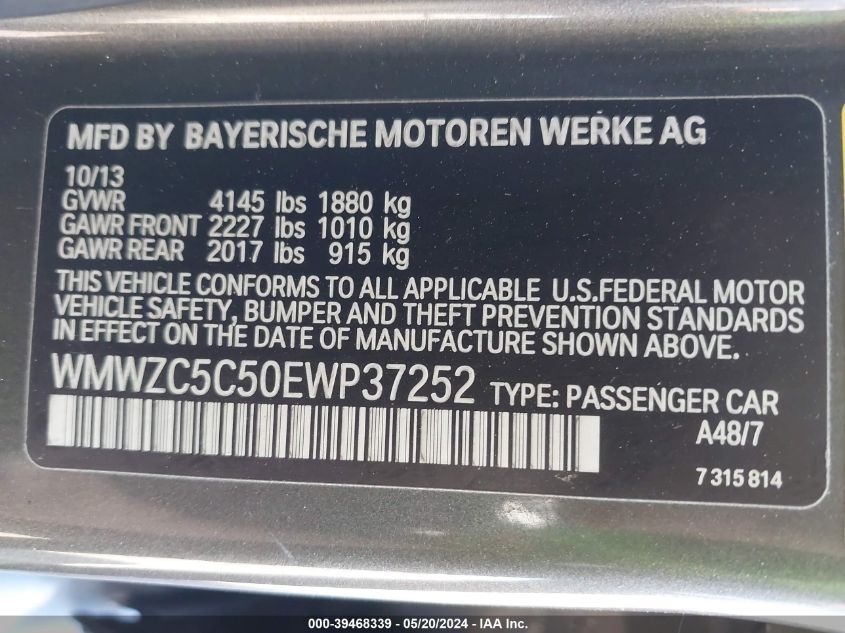 MFD BY BAYERISCHE MOTOREN WERKE AG
10/13
GVWR 4145 lbs 1880 kg
GAWR FRONT 2227 lbs 1010 kg
GAWR REAR 2017 lbs 915 kg
THIS VEHICLE CONFORMS TO ALL APPLICABLE U.S.FEDERAL MOTOR
VEHICLE SAFETY, BUMPER AND THEFT PREVENTION STANDARDS
IN EFFECT ON THE DATE OF MANUFACTURE SHOWN ABOVE.
WMWZC5C50EWP37252 TYPE: PASSENGER CAR
A48/7
7 315 814
000-39468339 - 05/20/2024 - IAAI Inc.